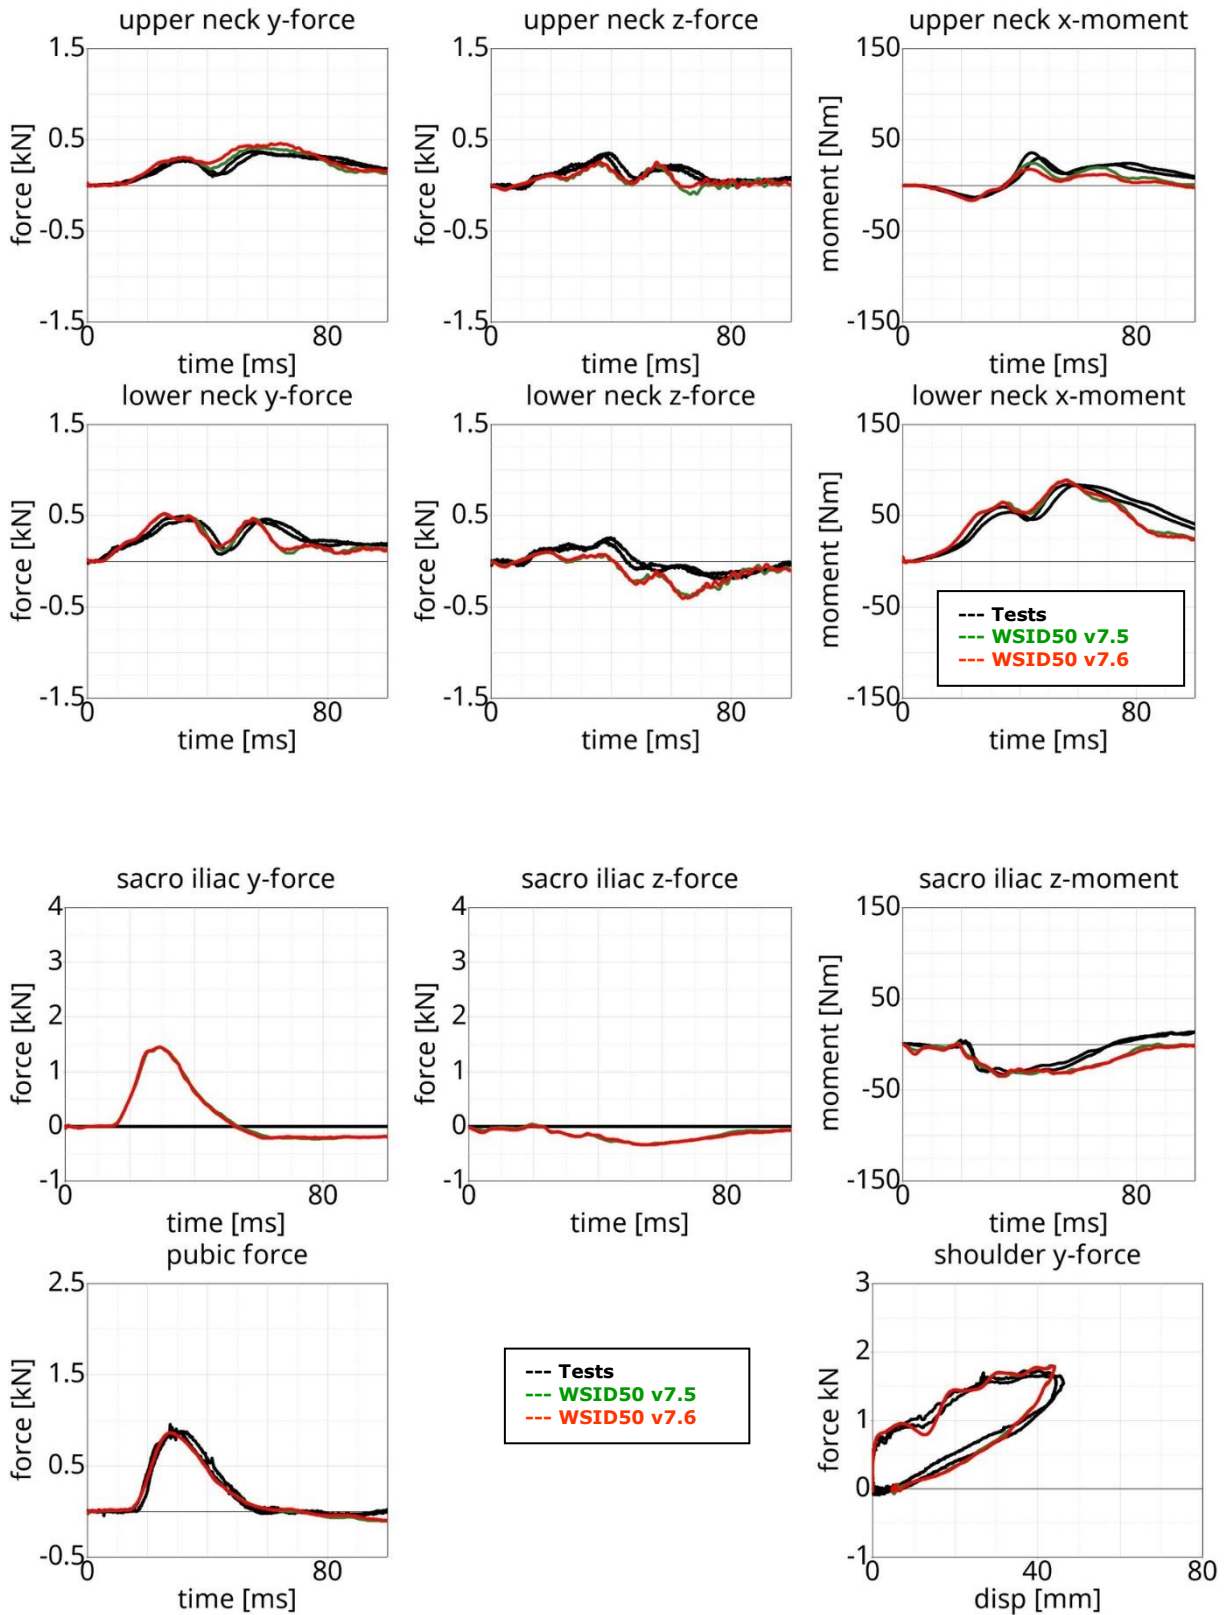 upper neck y-force
upper neck z-force
upper neck x-moment
1.5
0.5
-0.5
-1.5
0
80
force [kN]
time [ms]
1.5
0.5
-0.5
-1.5
0
80
force [kN]
time [ms]
150
50
-50
-150
0
80
moment [Nm]
time [ms]
lower neck y-force
lower neck z-force
lower neck x-moment
1.5
0.5
-0.5
-1.5
0
80
force [kN]
time [ms]
1.5
0.5
-0.5
-1.5
0
80
force [kN]
time [ms]
150
50
-50
-150
0
80
moment [Nm]
time [ms]
--- Tests
--- WSID50 v7.5
--- WSID50 v7.6
sacro iliac y-force
sacro iliac z-force
sacro iliac z-moment
4
3
2
1
0
-1
0
80
force [kN]
time [ms]
4
3
2
1
0
-1
0
80
force [kN]
time [ms]
150
50
-50
-150
0
80
moment [Nm]
time [ms]
pubic force
shoulder y-force
2.5
1.5
0.5
-0.5
0
80
force [kN]
time [ms]
--- Tests
--- WSID50 v7.5
--- WSID50 v7.6
3
2
1
0
-1
0
40
80
force kN
disp [mm]